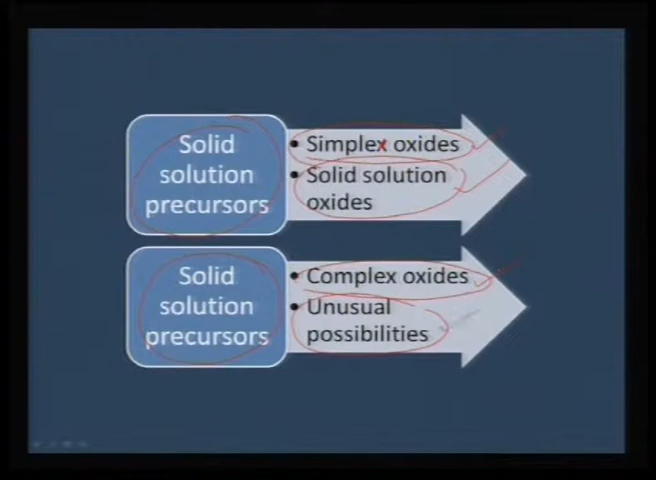 Solid
solution
precursors
• Simplex oxides
• Solid solution
oxides
Solid
solution
precursors
• Complex oxides
• Unusual
possibilities